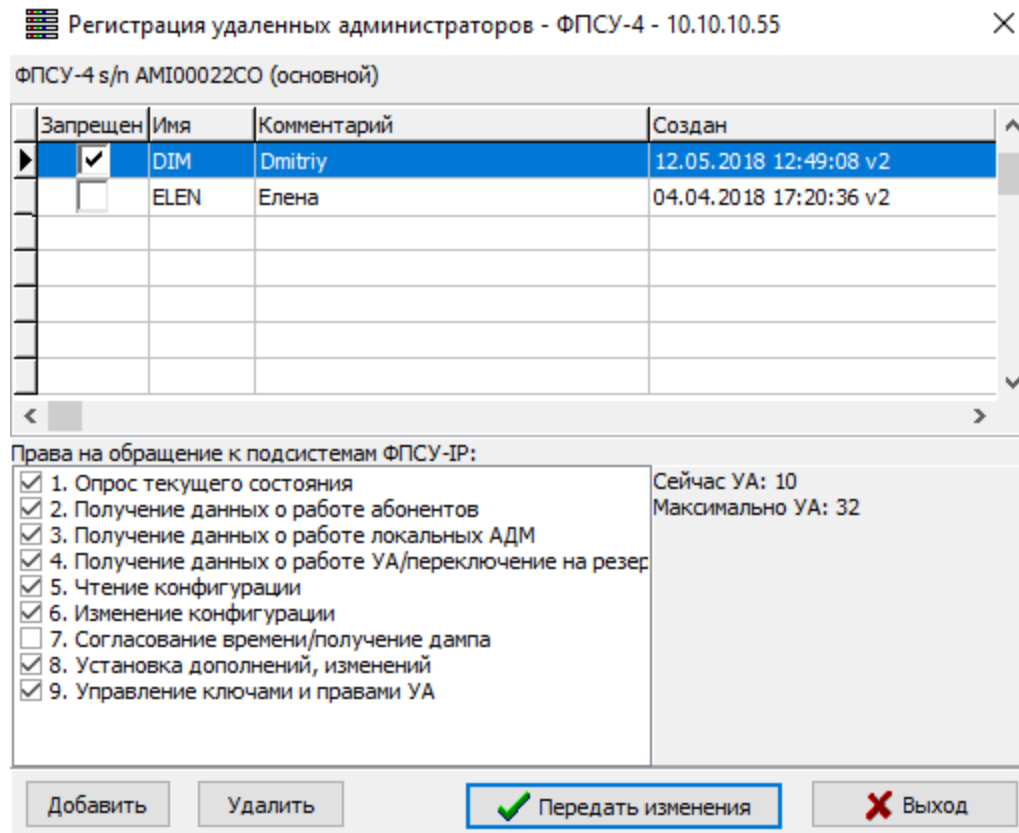 Регистрация удаленных администраторов - ФПСУ-4 - 10.10.10.55
ФПСУ-4 s/n AMI00022CO (основной)
Запрещен Имя Комментарий Создан
DIM Dmitriy 12.05.2018 12:49:08 v2
ELEN Елена 04.04.2018 17:20:36 v2
Права на обращение к подсистемам ФПСУ-IP:
1. Опрос текущего состояния
2. Получение данных о работе абонентов
3. Получение данных о работе локальных АДМ
4. Получение данных о работе УА/переключение на резер
5. Чтение конфигурации
6. Изменение конфигурации
7. Согласование времени/получение дампа
8. Установка дополнений, изменений
9. Управление ключами и правами УА
Сейчас УА: 10
Максимально УА: 32
Добавить Удалить Передать изменения Выход